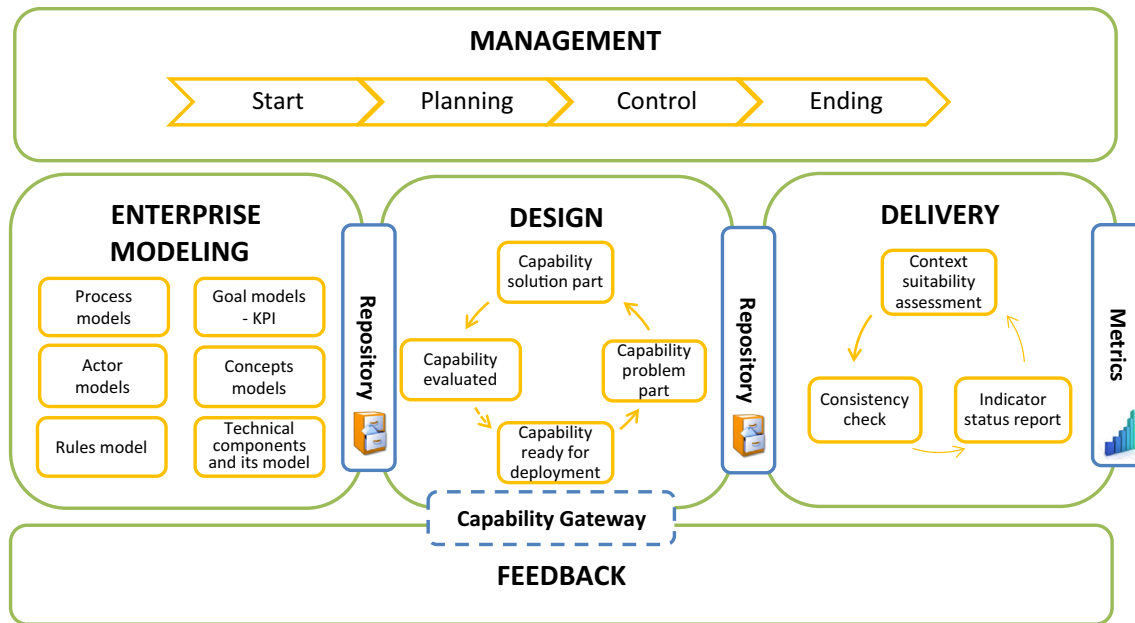 MANAGEMENT
Start
Planning
Control
Ending
ENTERPRISE
MODELING
Process
models
Goal models
- KPI
Actor
models
Concepts
models
Rules model
Technical
components
and its model
Repository
DESIGN
Capability
solution part
Capability
evaluated
Capability
problem
part
Capability
ready for
deployment
Repository
DELIVERY
Context
suitability
assessment
Consistency
check
Indicator
status report
Metrics
Capability Gateway
FEEDBACK